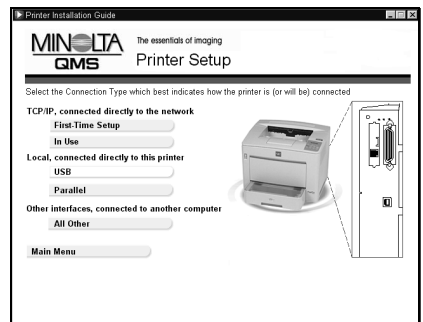 Printer Installation Guide
MINOLTA
QMS
The essentials of imaging
Printer Setup
Select the Connection Type which best indicates how the printer is (or will be) connected
TCP/IP, connected directly to the network
First-Time Setup
In Use
Local, connected directly to this printer
USB
Parallel
Other interfaces, connected to another computer
All Other
Main Menu